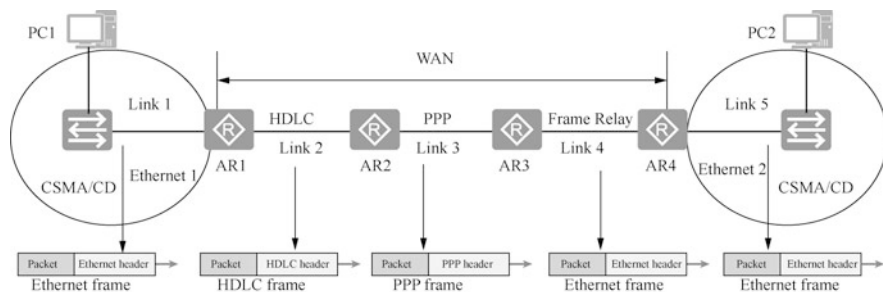 PC1
PC2
WAN
Link 1
HDLC
PPP
Frame Relay
Link 5
Link 2
Link 3
Link 4
AR1
AR2
AR3
AR4
Ethernet 1
Ethernet 2
CSMA/CD
CSMA/CD
Packet Ethernet header
Packet HDLC header
Packet PPP header
Packet Ethernet header
Packet Ethernet header
Ethernet frame
HDLC frame
PPP frame
Ethernet frame
Ethernet frame